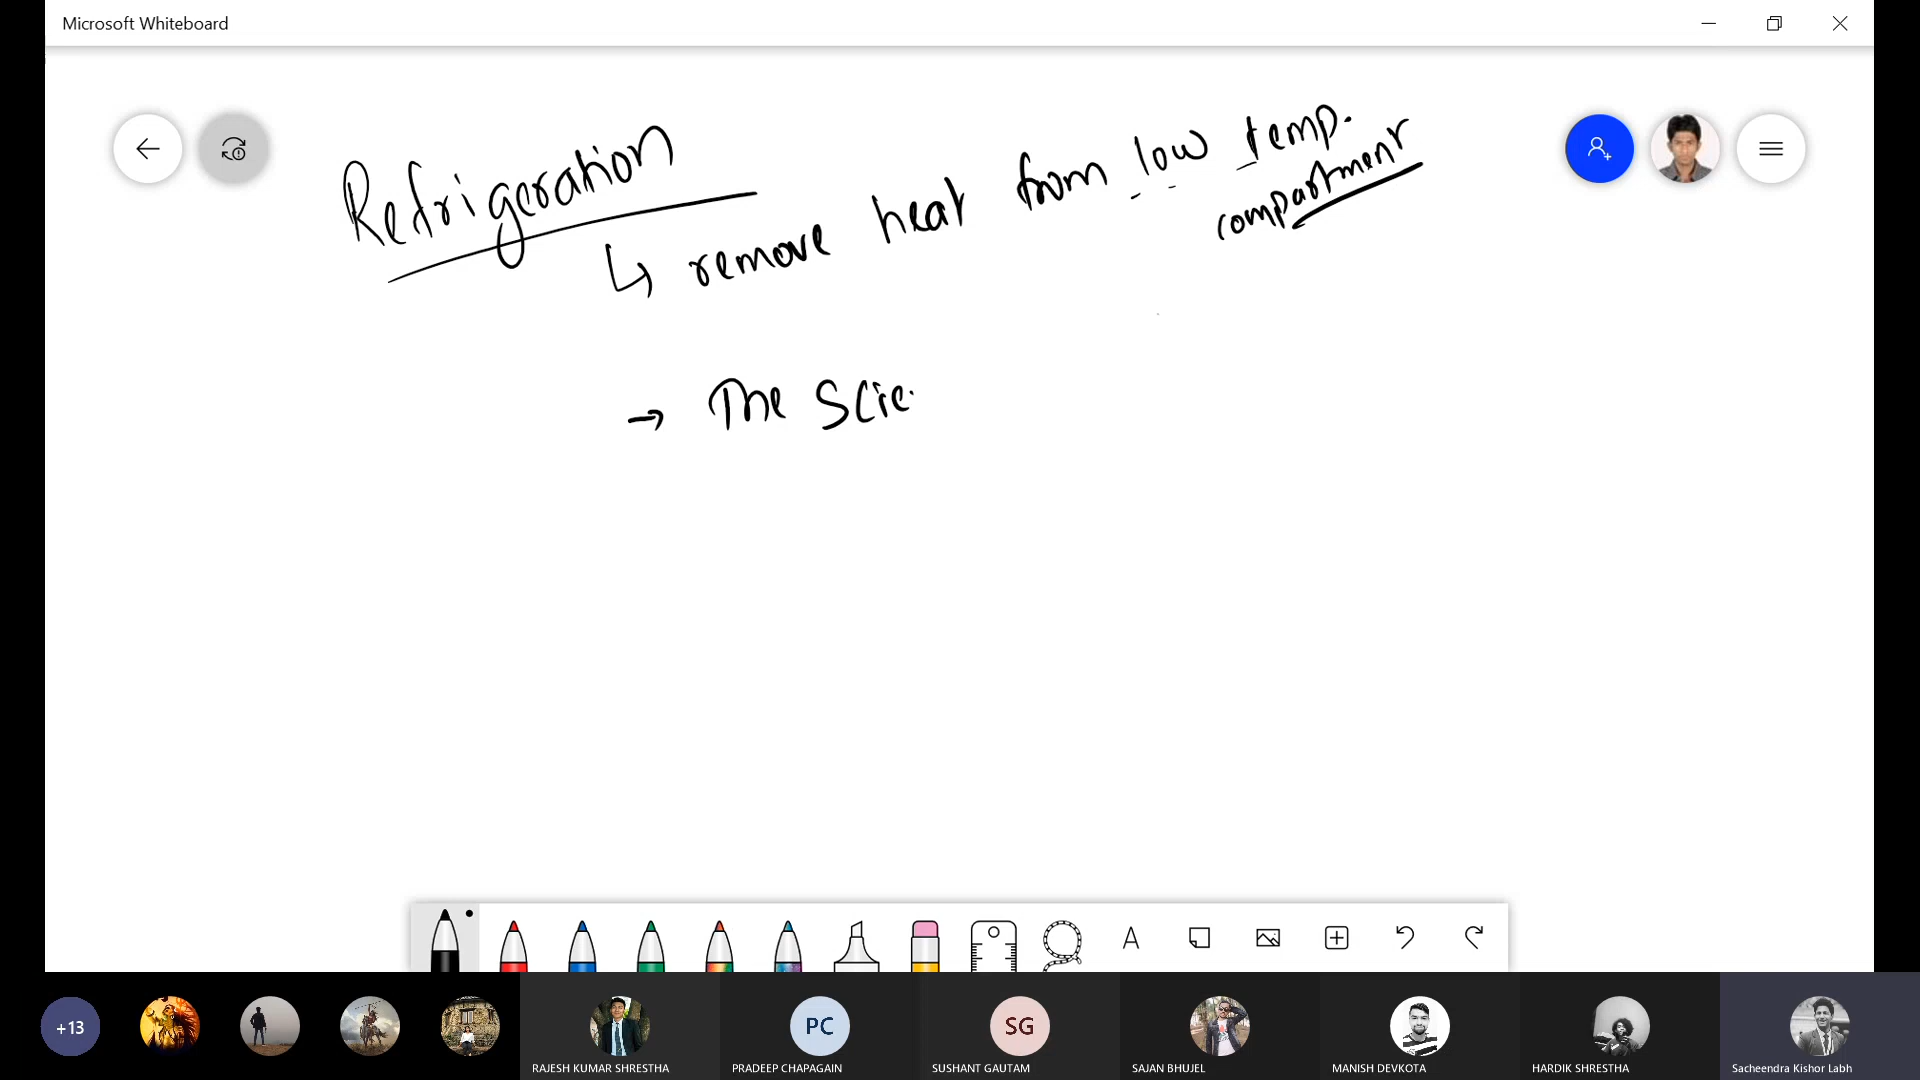 Microsoft Whiteboard
Refrigeration
↳ remove heat from low temp.
compartment
→ The Scie
A
+13
PC
SG
RAJESH KUMAR SHRESTHA
PRADEEP CHAPAGAIN
SUSHANT GAUTAM
SAJAN BHUJEL
MANISH DEVKOTA
HARDIK SHRESTHA
Sacheendra Kishor Labh